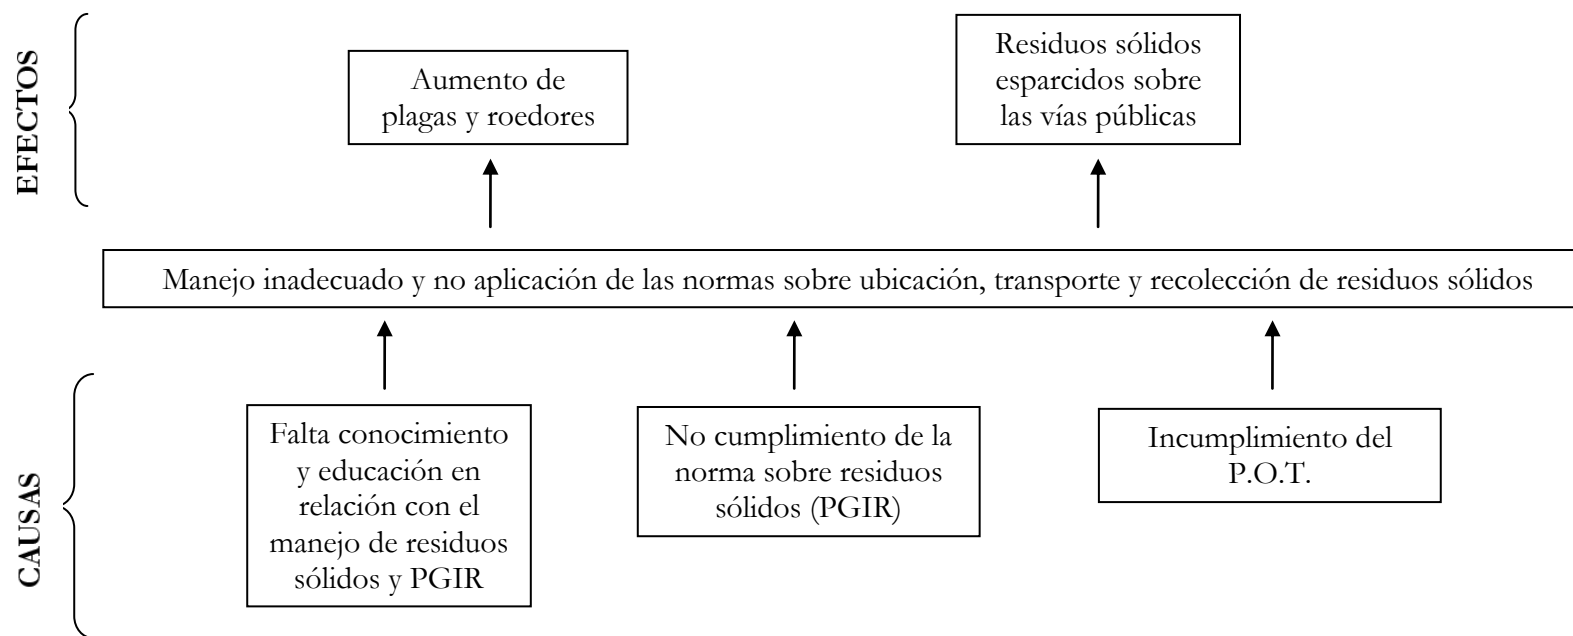 EFECTOS
Aumento de
plagas y roedores
Residuos sólidos
esparcidos sobre
las vías públicas
Manejo inadecuado y no aplicación de las normas sobre ubicación, transporte y recolección de residuos sólidos
CAUSAS
Falta conocimiento
y educación en
relación con el
manejo de residuos
sólidos y PGIR
No cumplimiento de la
norma sobre residuos
sólidos (PGIR)
Incumplimiento del
P.O.T.